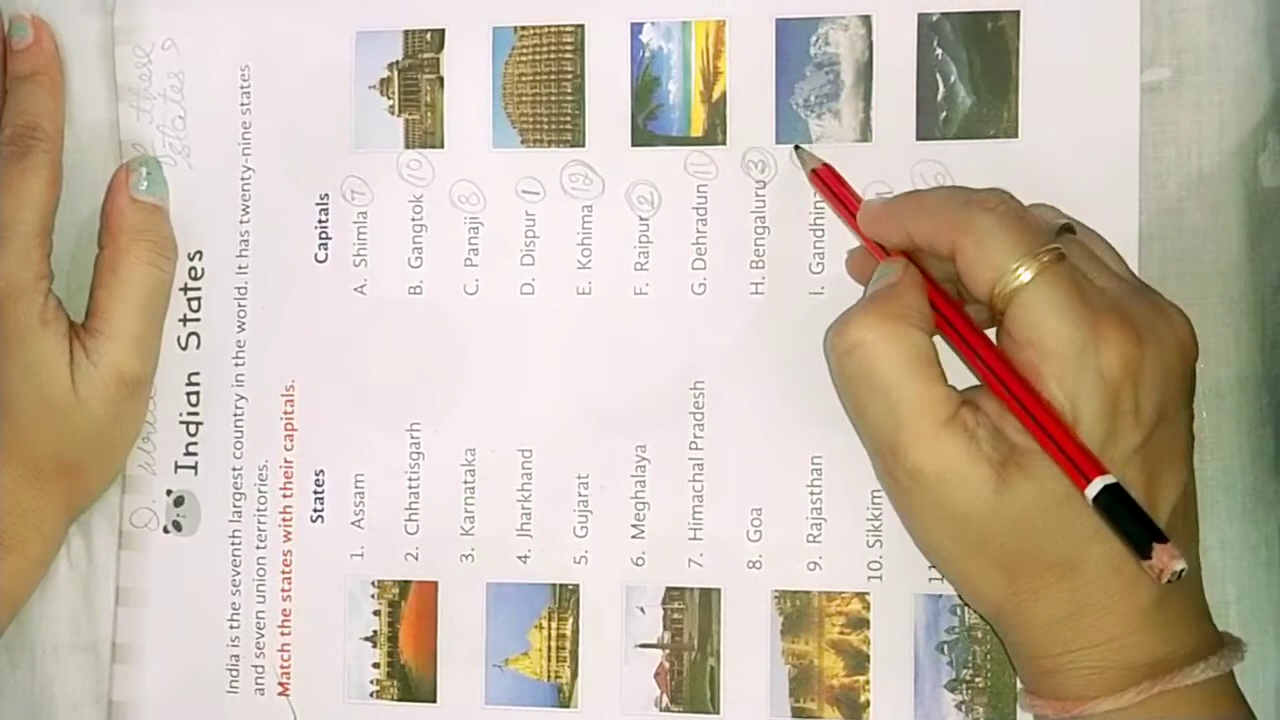 of these
D.
states
Indian States
India is the seventh largest country in the world. It has twenty-nine states
and seven union territories.
Match the states with their capitals.
States Capitals
1. Assam A. Shimla 7
2. Chhattisgarh B. Gangtok 10
3. Karnataka C. Panaji 8
4. Jharkhand D. Dispur 1
5. Gujarat E. Kohima 12
6. Meghalaya F. Raipur 2
7. Himachal Pradesh G. Dehradun 11
8. Goa H. Bengaluru 3
9. Rajasthan I.
10. Sikkim
6